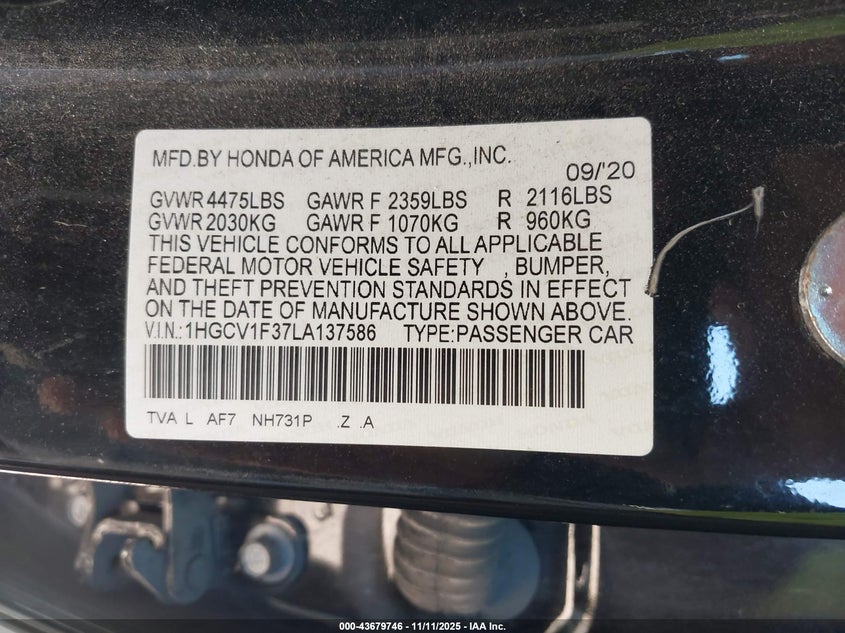 MFD.BY HONDA OF AMERICA MFG.,INC.
09/'20
GVWR 4475LBS GAWR F 2359LBS R 2116LBS
GVWR 2030KG GAWR F 1070KG R 960KG
THIS VEHICLE CONFORMS TO ALL APPLICABLE
FEDERAL MOTOR VEHICLE SAFETY , BUMPER,
AND THEFT PREVENTION STANDARDS IN EFFECT
ON THE DATE OF MANUFACTURE SHOWN ABOVE.
V.I.N.:1HGCV1F37LA137586 TYPE:PASSENGER CAR
TVA L AF7 NH731P .Z .A
000-43679746 - 11/11/2025 - IAA Inc.